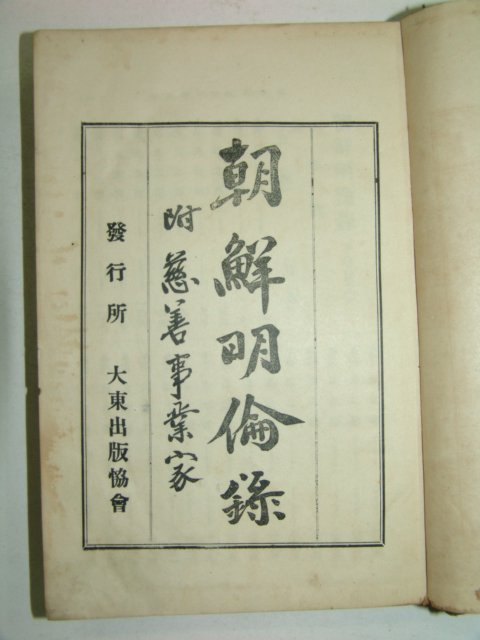 朝鮮明倫錄
附 慈善事業家
發行所 大東出版協會